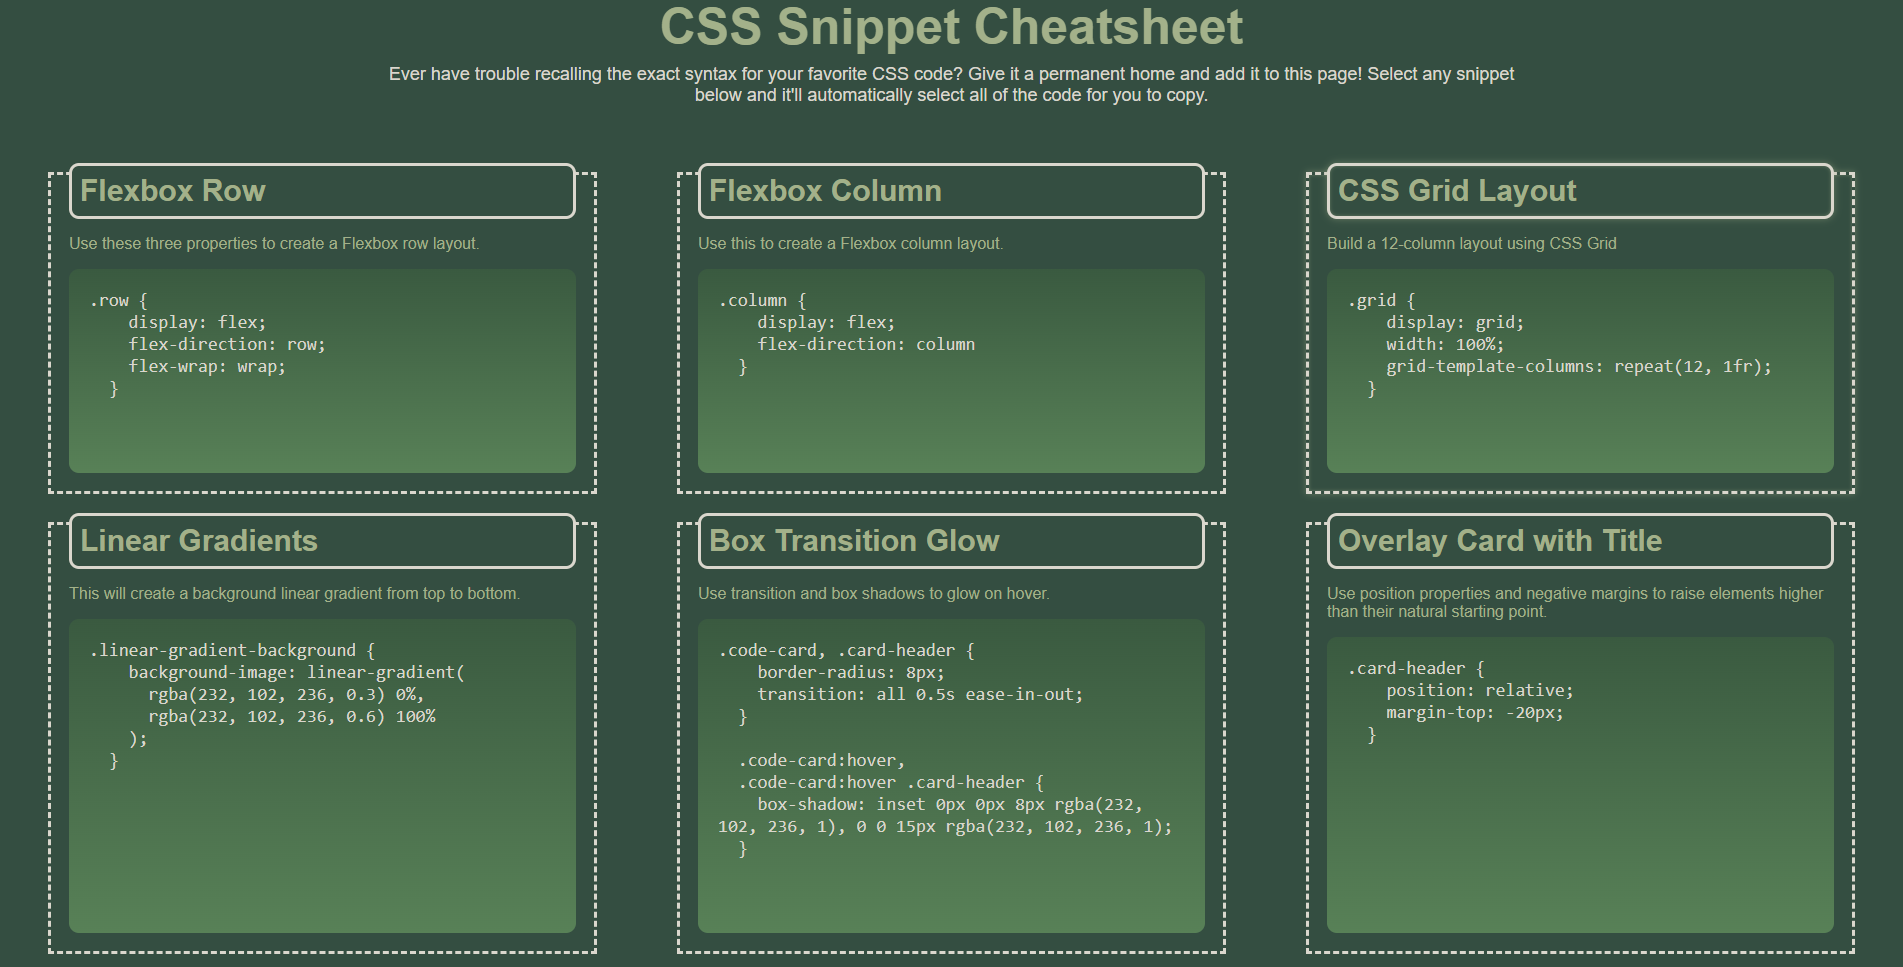 CSS Snippet Cheatsheet
Ever have trouble recalling the exact syntax for your favorite CSS code? Give it a permanent home and add it to this page! Select any snippet
below and it'll automatically select all of the code for you to copy.
Flexbox Row
Use these three properties to create a Flexbox row layout.
.row {
    display: flex;
    flex-direction: row;
    flex-wrap: wrap;
  }
Flexbox Column
Use this to create a Flexbox column layout.
.column {
    display: flex;
    flex-direction: column
  }
CSS Grid Layout
Build a 12-column layout using CSS Grid
.grid {
    display: grid;
    width: 100%;
    grid-template-columns: repeat(12, 1fr);
  }
Linear Gradients
This will create a background linear gradient from top to bottom.
.linear-gradient-background {
    background-image: linear-gradient(
      rgba(232, 102, 236, 0.3) 0%,
      rgba(232, 102, 236, 0.6) 100%
    );
  }
Box Transition Glow
Use transition and box shadows to glow on hover.
.code-card, .card-header {
    border-radius: 8px;
    transition: all 0.5s ease-in-out;
  }
  .code-card:hover,
  .code-card:hover .card-header {
    box-shadow: inset 0px 0px 8px rgba(232,
102, 236, 1), 0 0 15px rgba(232, 102, 236, 1);
  }
Overlay Card with Title
Use position properties and negative margins to raise elements higher
than their natural starting point.
.card-header {
    position: relative;
    margin-top: -20px;
  }